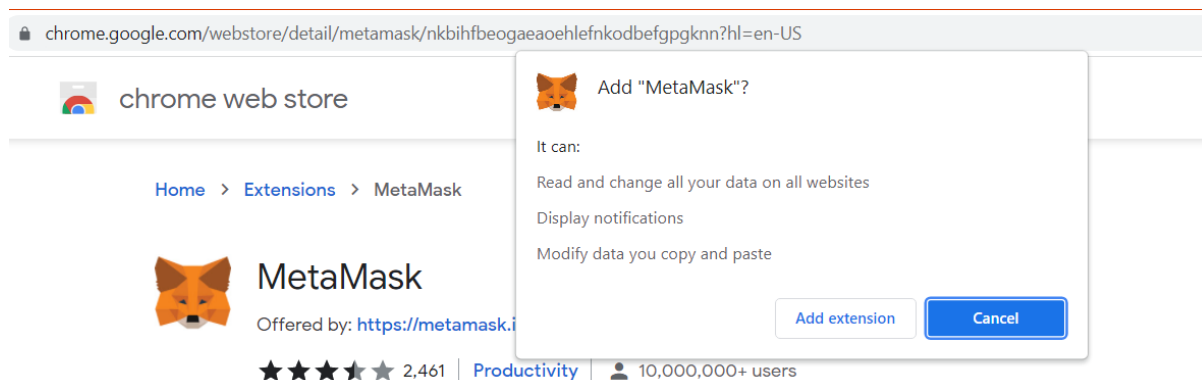 chrome.google.com/webstore/detail/metamask/nkbihfbeogaeaoehlefnkodbefgpgknn?hl=en-US
chrome web store
Add "MetaMask"?
It can:
Read and change all your data on all websites
Display notifications
Modify data you copy and paste
Add extension
Cancel
Home > Extensions > MetaMask
MetaMask
Offered by: https://metamask.i
2,461 | Productivity | 10,000,000+ users